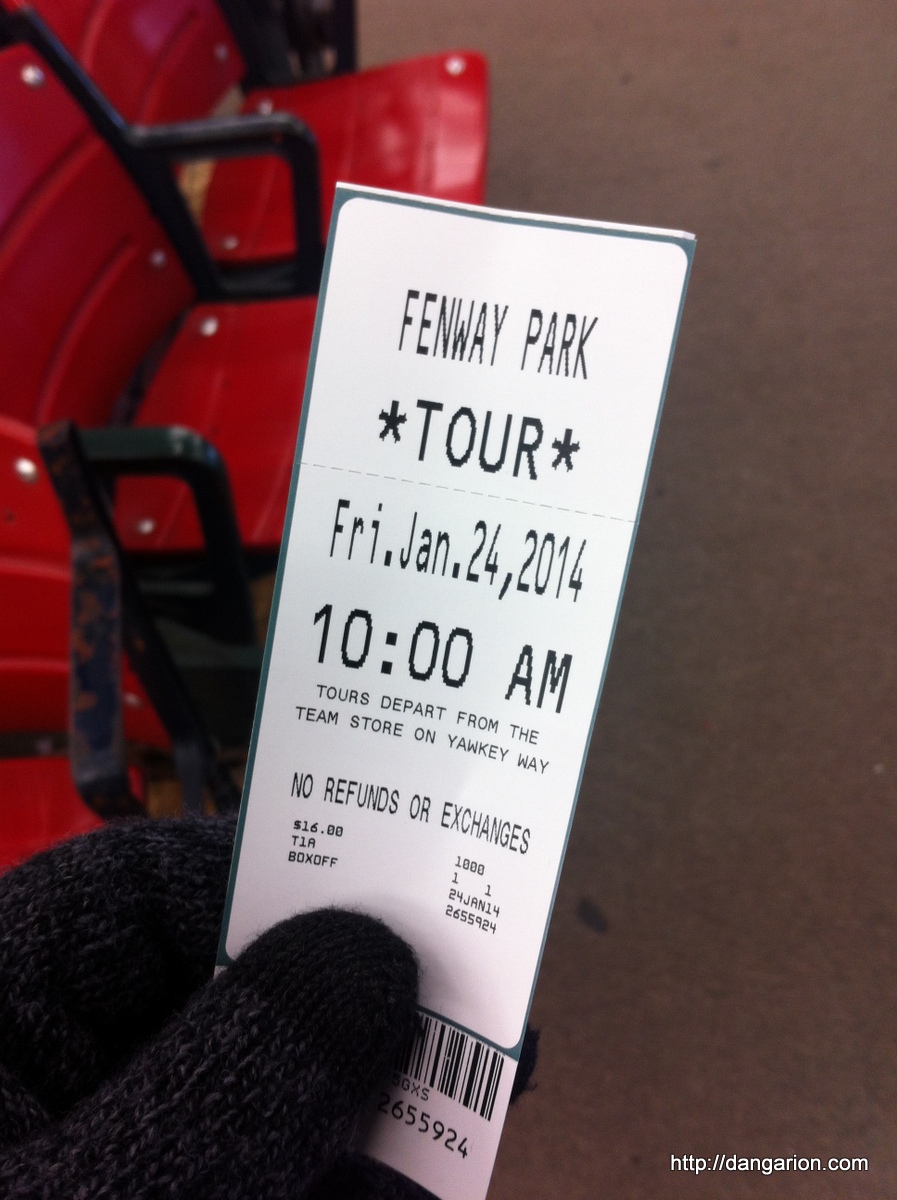 FENWAY PARK
*TOUR*
Fri.Jan.24,2014
10:00 AM
TOURS DEPART FROM THE
TEAM STORE ON YAWKEY WAY
NO REFUNDS OR EXCHANGES
$16.00
T1A
BOXOFF
1000
1 1
24JAN14
2655924
2655924
http://dangarion.com